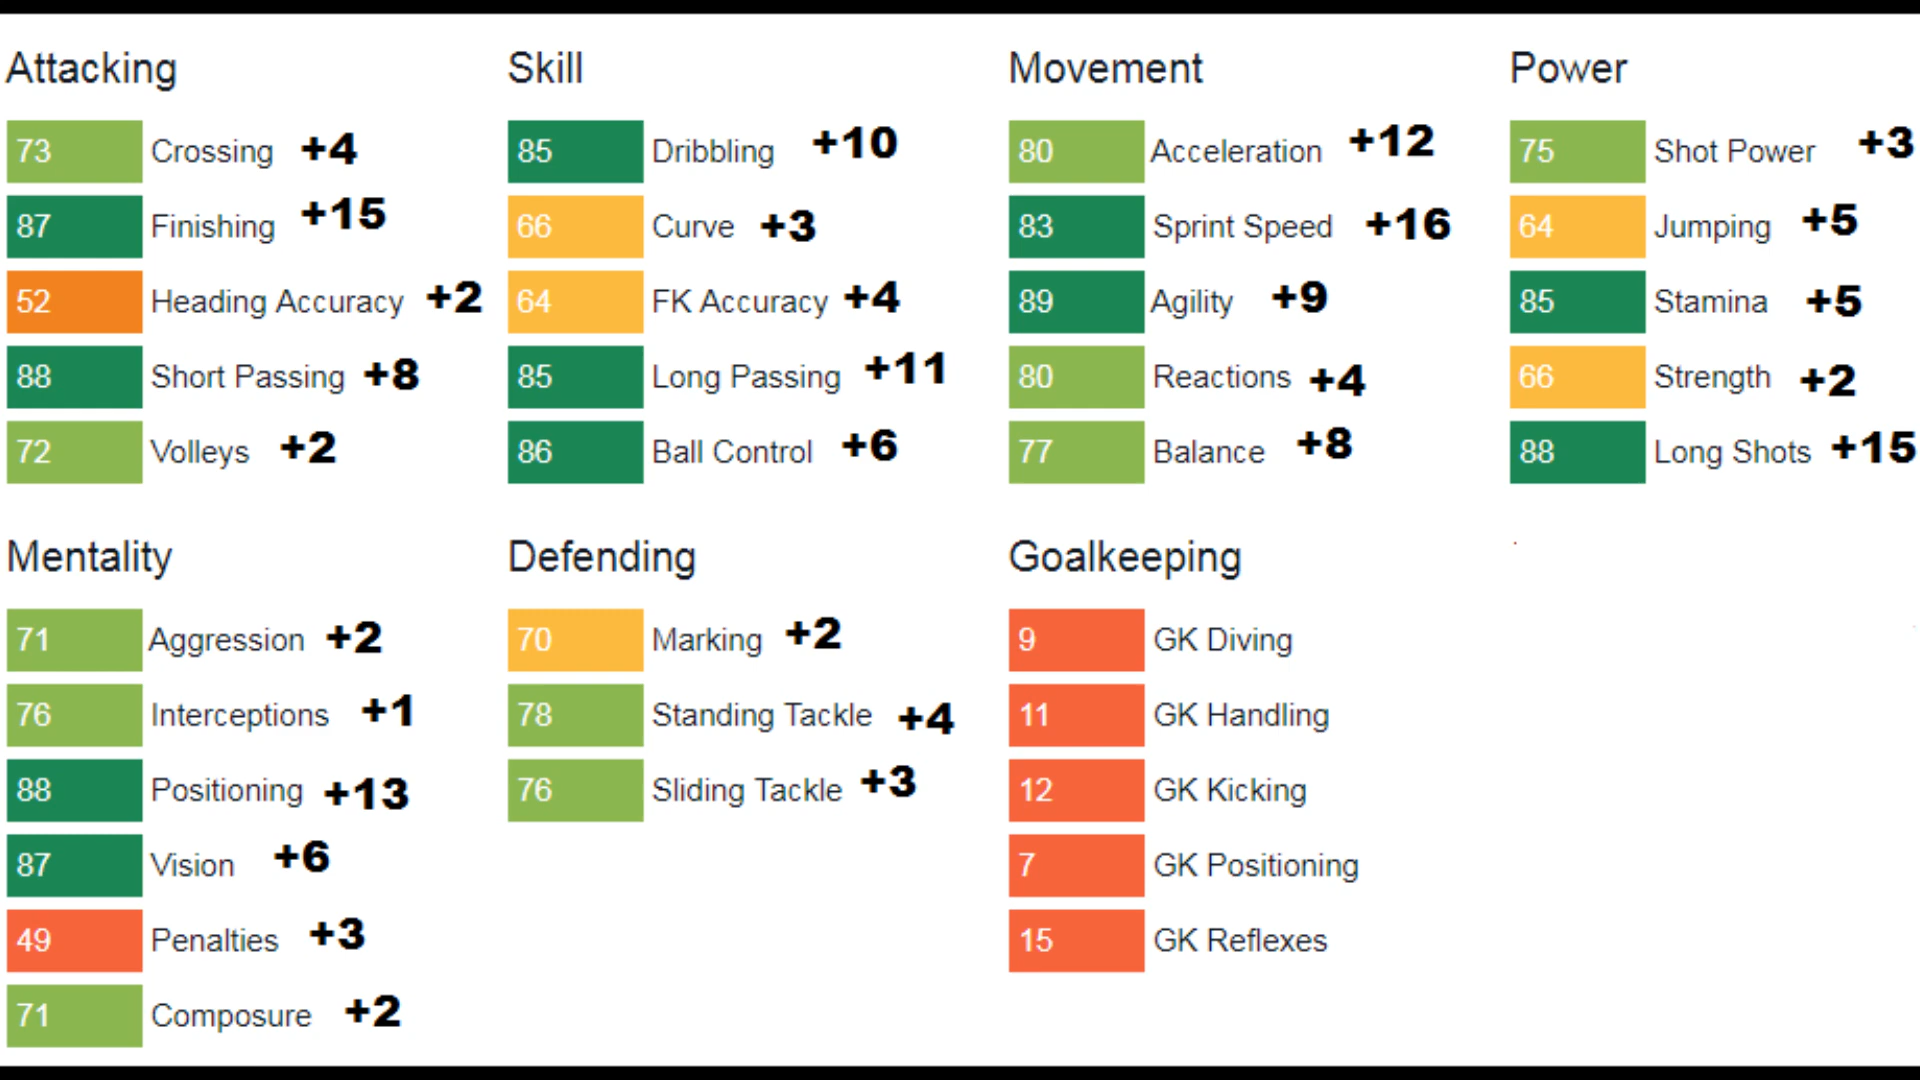 Attacking
73 Crossing +4
87 Finishing +15
52 Heading Accuracy +2
88 Short Passing +8
72 Volleys +2
Skill
85 Dribbling +10
66 Curve +3
64 FK Accuracy +4
85 Long Passing +11
86 Ball Control +6
Movement
80 Acceleration +12
83 Sprint Speed +16
89 Agility +9
80 Reactions +4
77 Balance +8
Power
75 Shot Power +3
64 Jumping +5
85 Stamina +5
66 Strength +2
88 Long Shots +15
Mentality
71 Aggression +2
76 Interceptions +1
88 Positioning +13
87 Vision +6
49 Penalties +3
71 Composure +2
Defending
70 Marking +2
78 Standing Tackle +4
76 Sliding Tackle +3
Goalkeeping
9 GK Diving
11 GK Handling
12 GK Kicking
7 GK Positioning
15 GK Reflexes